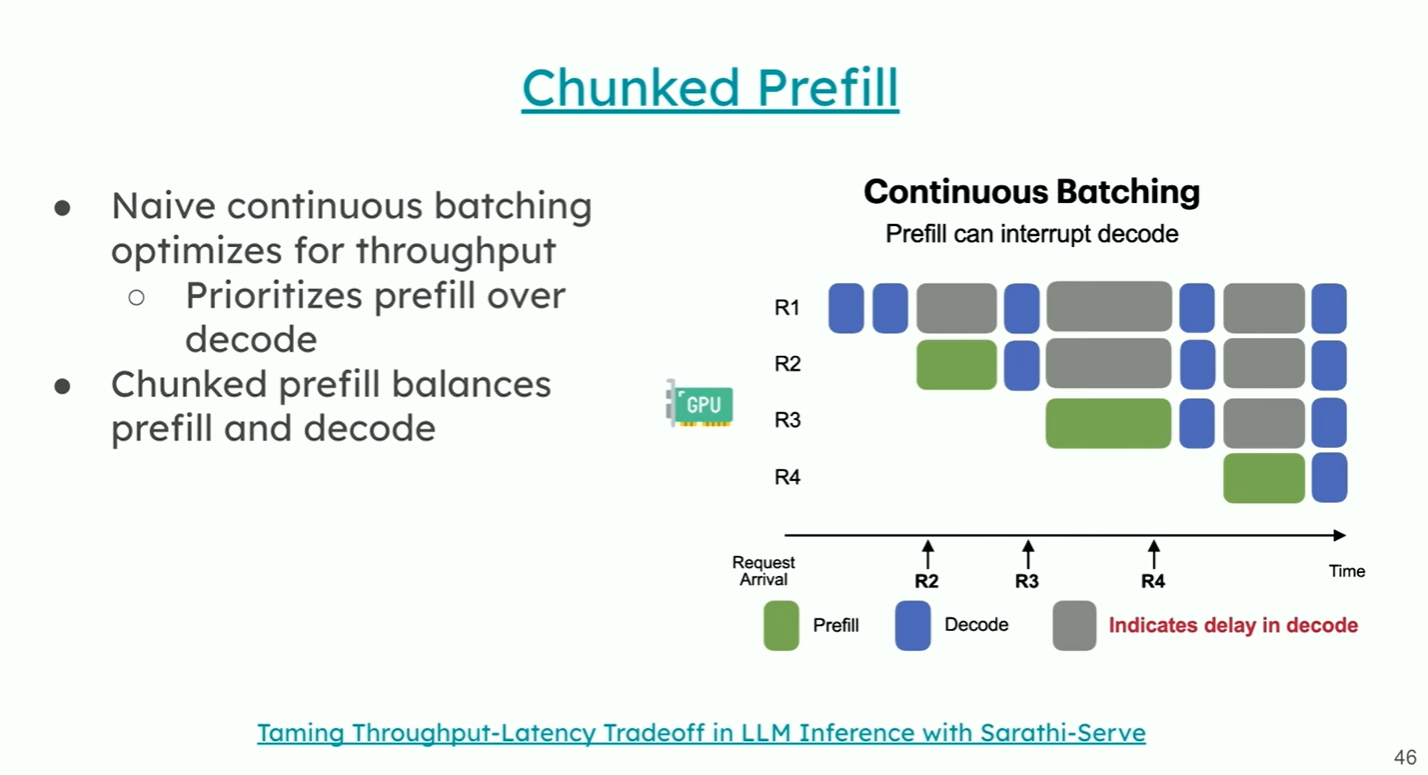 Chunked Prefill
● Naive continuous batching
optimizes for throughput
○ Prioritizes prefill over
decode
● Chunked prefill balances
prefill and decode
Continuous Batching
Prefill can interrupt decode
GPU
R1
R2
R3
R4
Request
Arrival
R2
R3
R4
Time
Prefill
Decode
Indicates delay in decode
Taming Throughput-Latency Tradeoff in LLM Inference with Sarathi-Serve
46